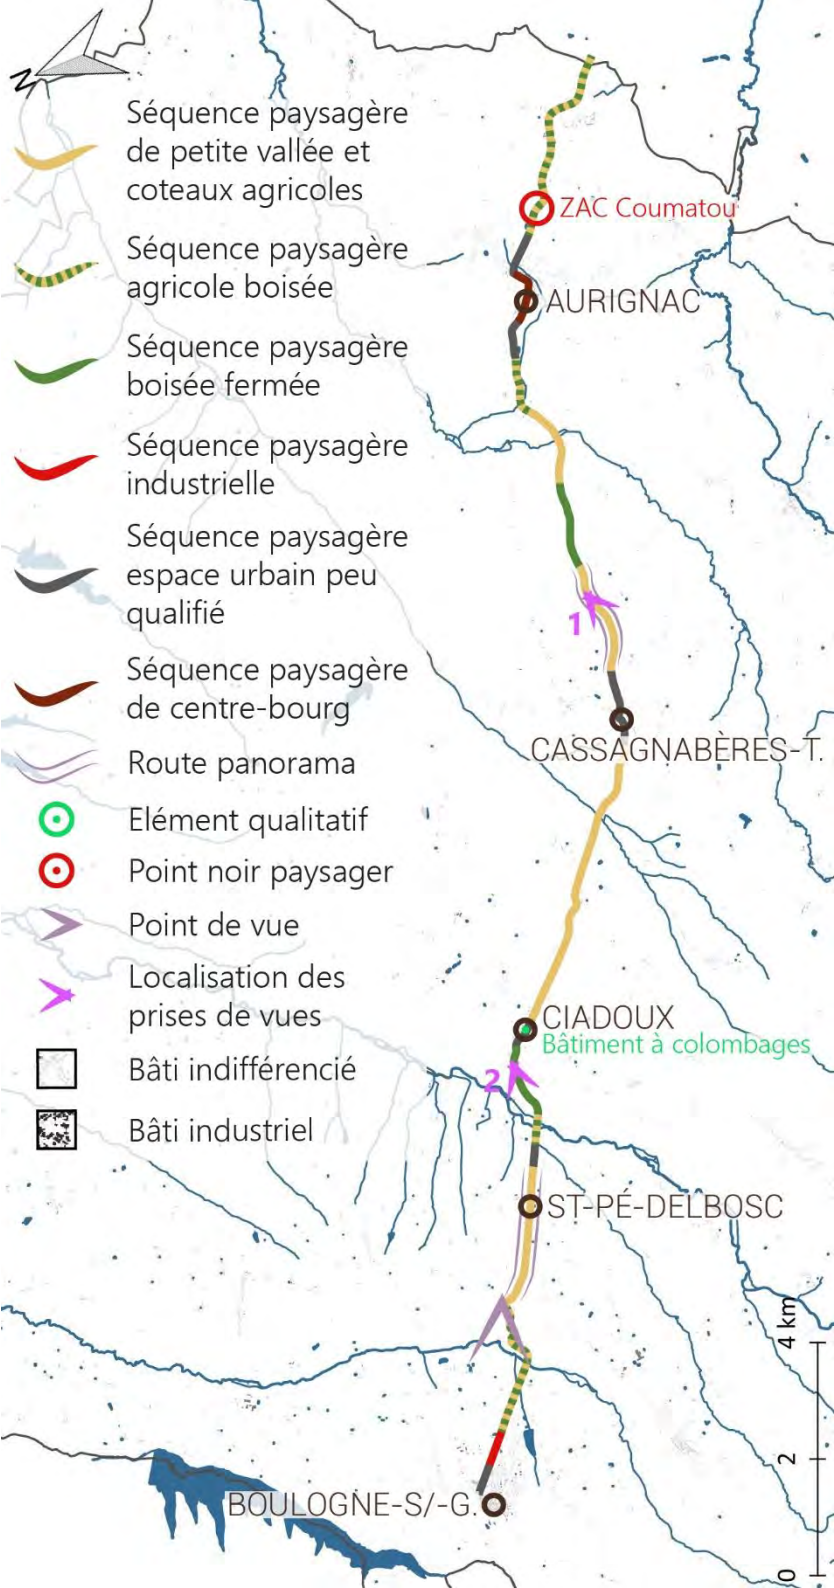 N
Séquence paysagère
de petite vallée et
coteaux agricoles
Séquence paysagère
agricole boisée
Séquence paysagère
boisée fermée
Séquence paysagère
industrielle
Séquence paysagère
espace urbain peu
qualifié
Séquence paysagère
de centre-bourg
Route panorama
Elément qualitatif
Point noir paysager
Point de vue
Localisation des
prises de vues
Bâti indifférencié
Bâti industriel
ZAC Coumatou
AURIGNAC
1
CASSAGNABÈRES-T.
CIADOUX
Bâtiment à colombages
2
ST-PÉ-DELBOSC
BOULOGNE-S/-G.
4 km
2
0